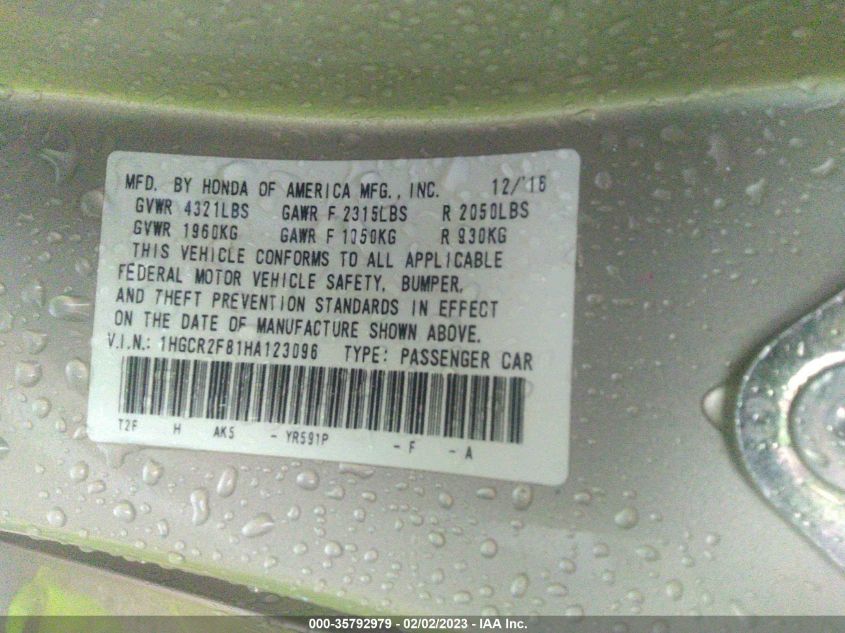 MFD. BY HONDA OF AMERICA MFG., INC. 12/'16
GVWR 4321LBS GAWR F 2315LBS R 2050LBS
GVWR 1960KG GAWR F 1050KG R 930KG
THIS VEHICLE CONFORMS TO ALL APPLICABLE
FEDERAL MOTOR VEHICLE SAFETY, BUMPER,
AND THEFT PREVENTION STANDARDS IN EFFECT
ON THE DATE OF MANUFACTURE SHOWN ABOVE.
V.I.N.: 1HGCR2F81HA123096 TYPE: PASSENGER CAR
T2F H AK5 - YR591P - F - A
000-35792979 - 02/02/2023 - IAA Inc.